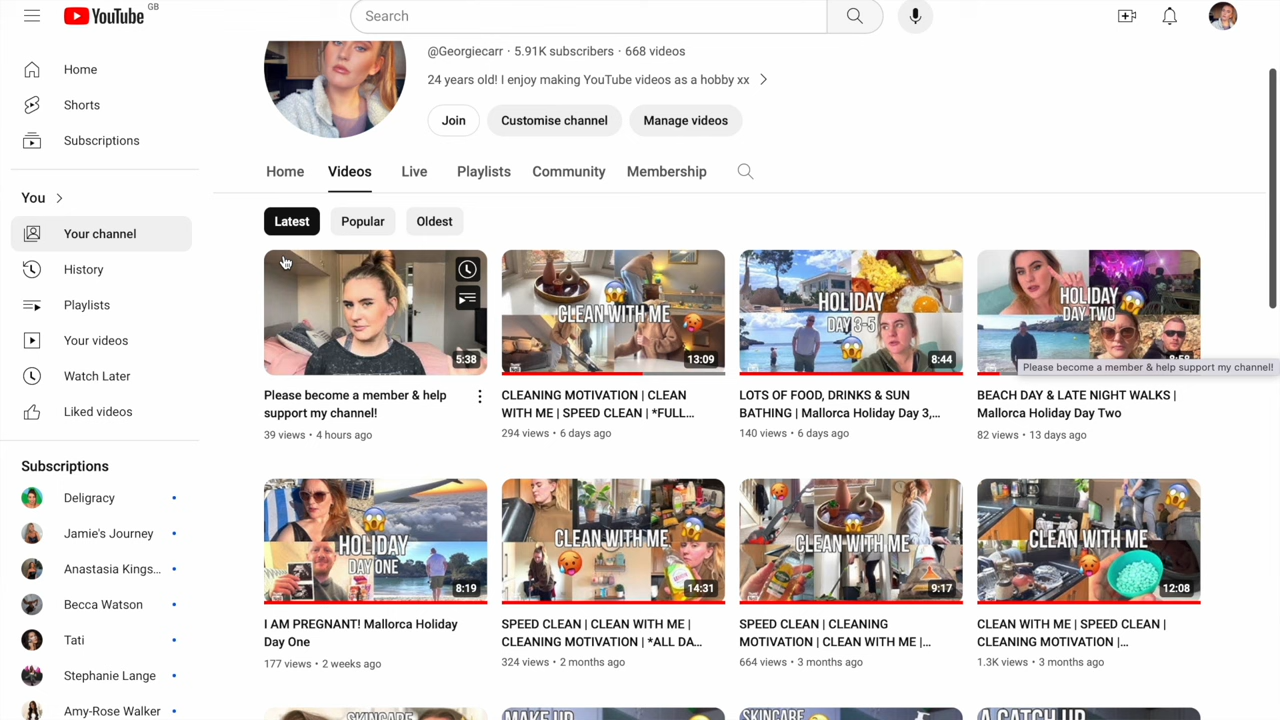 YouTube GB
Search
Home
Shorts
Subscriptions
You
Your channel
History
Playlists
Your videos
Watch Later
Liked videos
Subscriptions
Deligracy
Jamie's Journey
Anastasia Kings...
Becca Watson
Tati
Stephanie Lange
Amy-Rose Walker
@Georgiecarr · 5.91K subscribers · 668 videos
24 years old! I enjoy making YouTube videos as a hobby xx
Join
Customise channel
Manage videos
Home
Videos
Live
Playlists
Community
Membership
Latest
Popular
Oldest
5:38
Please become a member & help
support my channel!
39 views • 4 hours ago
CLEAN WITH ME
13:09
CLEANING MOTIVATION | CLEAN
WITH ME | SPEED CLEAN | *FULL...
294 views • 6 days ago
HOLIDAY
DAY 3-5
8:44
LOTS OF FOOD, DRINKS & SUN
BATHING | Mallorca Holiday Day 3,...
140 views • 6 days ago
HOLIDAY
DAY TWO
Please become a member & help support my channel!
BEACH DAY & LATE NIGHT WALKS |
Mallorca Holiday Day Two
82 views • 13 days ago
HOLIDAY
DAY ONE
8:19
I AM PREGNANT! Mallorca Holiday
Day One
177 views • 2 weeks ago
CLEAN WITH ME
14:31
SPEED CLEAN | CLEAN WITH ME |
CLEANING MOTIVATION | *ALL DA...
324 views • 2 months ago
CLEAN WITH ME
9:17
SPEED CLEAN | CLEANING
MOTIVATION | CLEAN WITH ME |...
664 views • 3 months ago
CLEAN WITH ME
12:08
CLEAN WITH ME | SPEED CLEAN |
CLEANING MOTIVATION |...
1.3K views • 3 months ago
SKINCARE
MAKE UP
SKINCARE
A CATCH UP